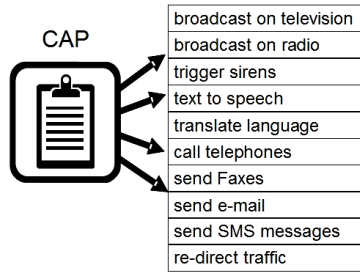 CAP
broadcast on television
broadcast on radio
trigger sirens
text to speech
translate language
call telephones
send Faxes
send e-mail
send SMS messages
re-direct traffic